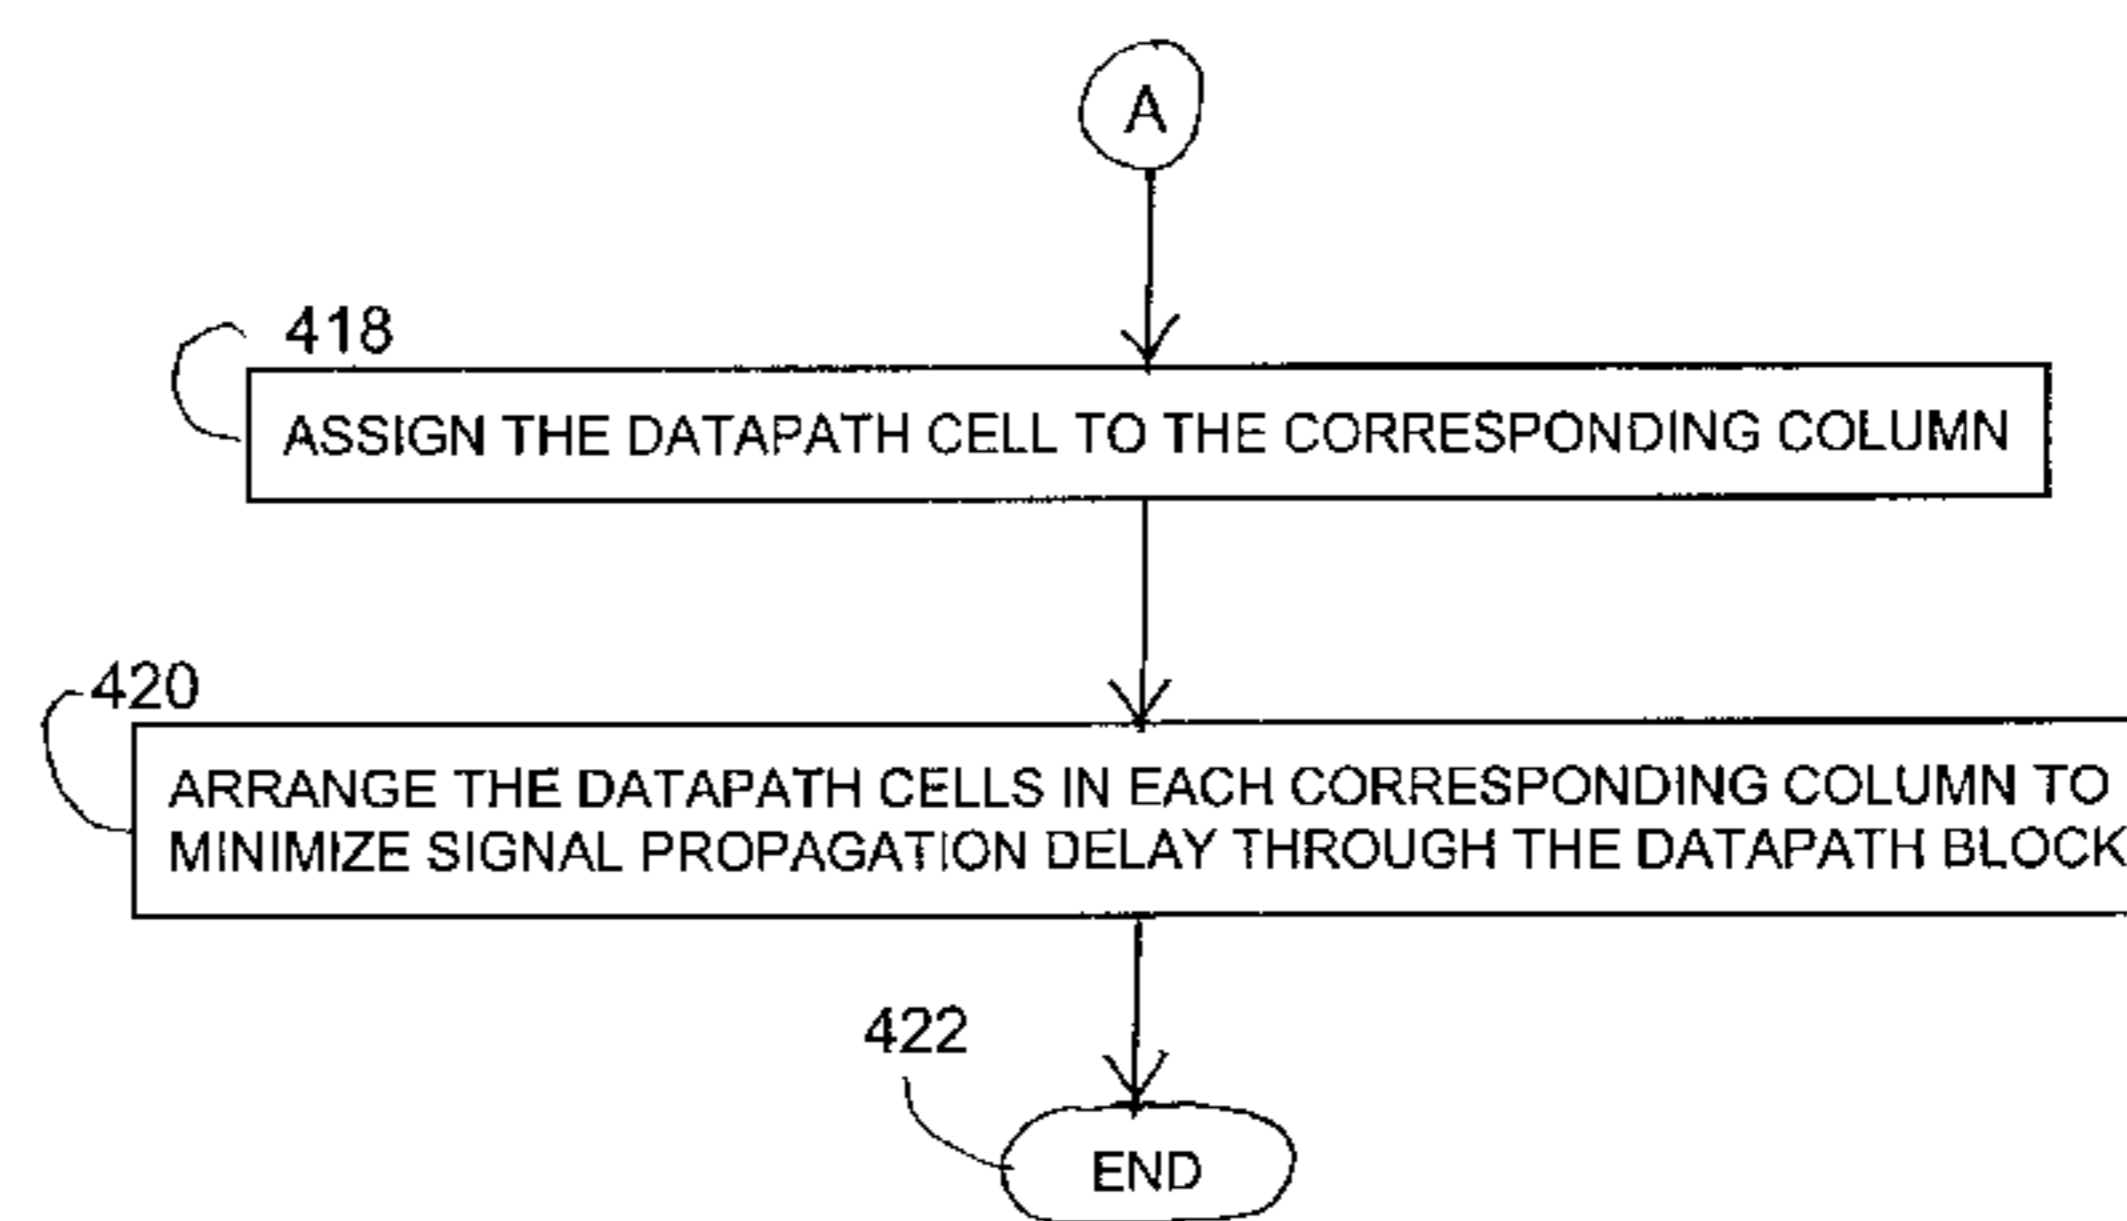 A
418
ASSIGN THE DATAPATH CELL TO THE CORRESPONDING COLUMN
420
ARRANGE THE DATAPATH CELLS IN EACH CORRESPONDING COLUMN TO
MINIMIZE SIGNAL PROPAGATION DELAY THROUGH THE DATAPATH BLOCK
422
END